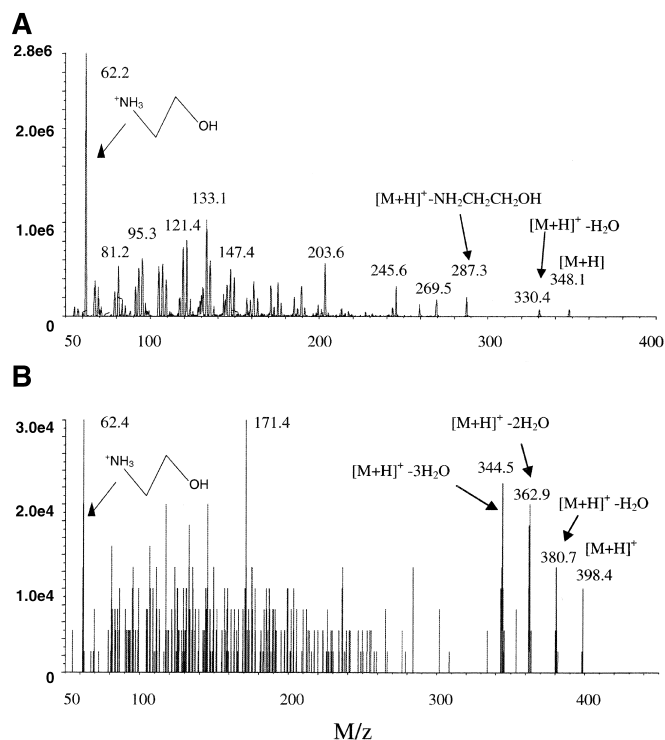 A
2.8e6
62.2
⁺NH₃
OH
2.0e6
133.1
[M+H]⁺-NH₂CH₂CH₂OH
121.4
[M+H]⁺ -H₂O
1.0e6
95.3
81.2
147.4
203.6
245.6
269.5
287.3
[M+H]
348.1
330.4
0
50 100 200 300 400
B
3.0e4
62.4
171.4
[M+H]⁺ -2H₂O
⁺NH₃
OH
[M+H]⁺ -3H₂O
344.5
362.9
[M+H]⁺ -H₂O
2.0e4
380.7
[M+H]⁺
398.4
1.0e4
0
50 100 200 300 400
M/z